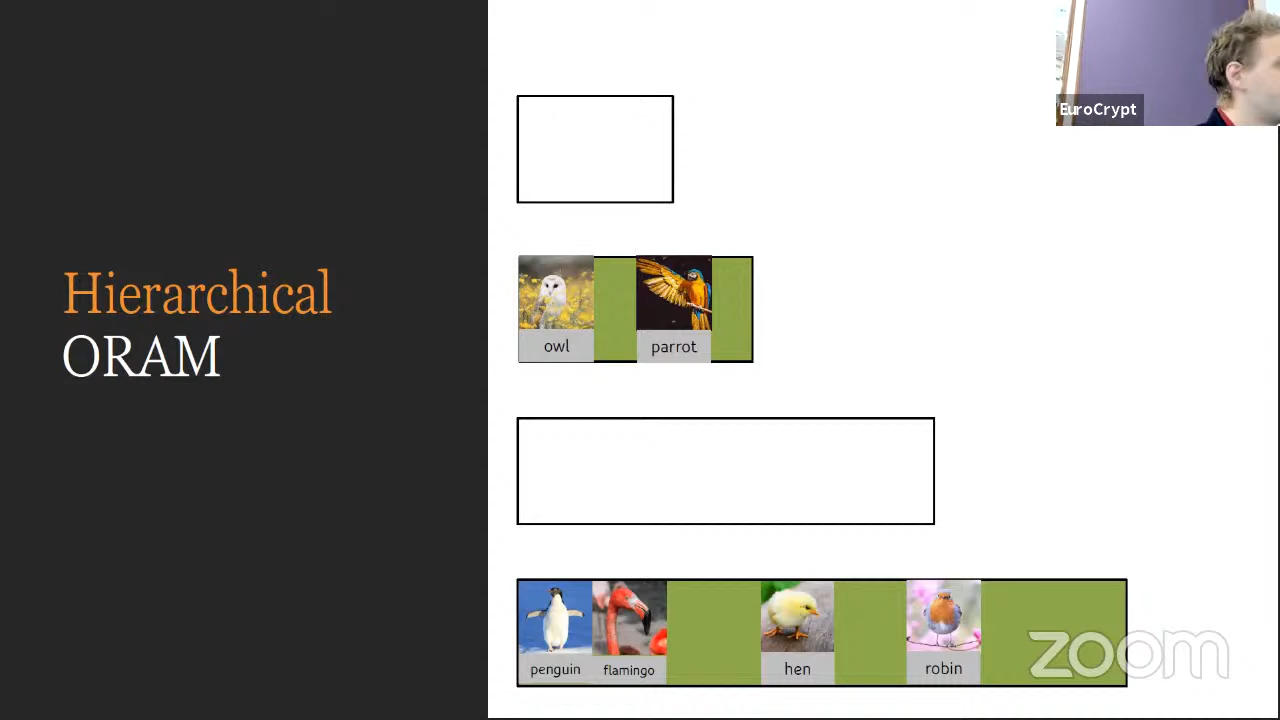 EuroCrypt
Hierarchical
ORAM
owl
parrot
penguin
flamingo
hen
robin
zoom